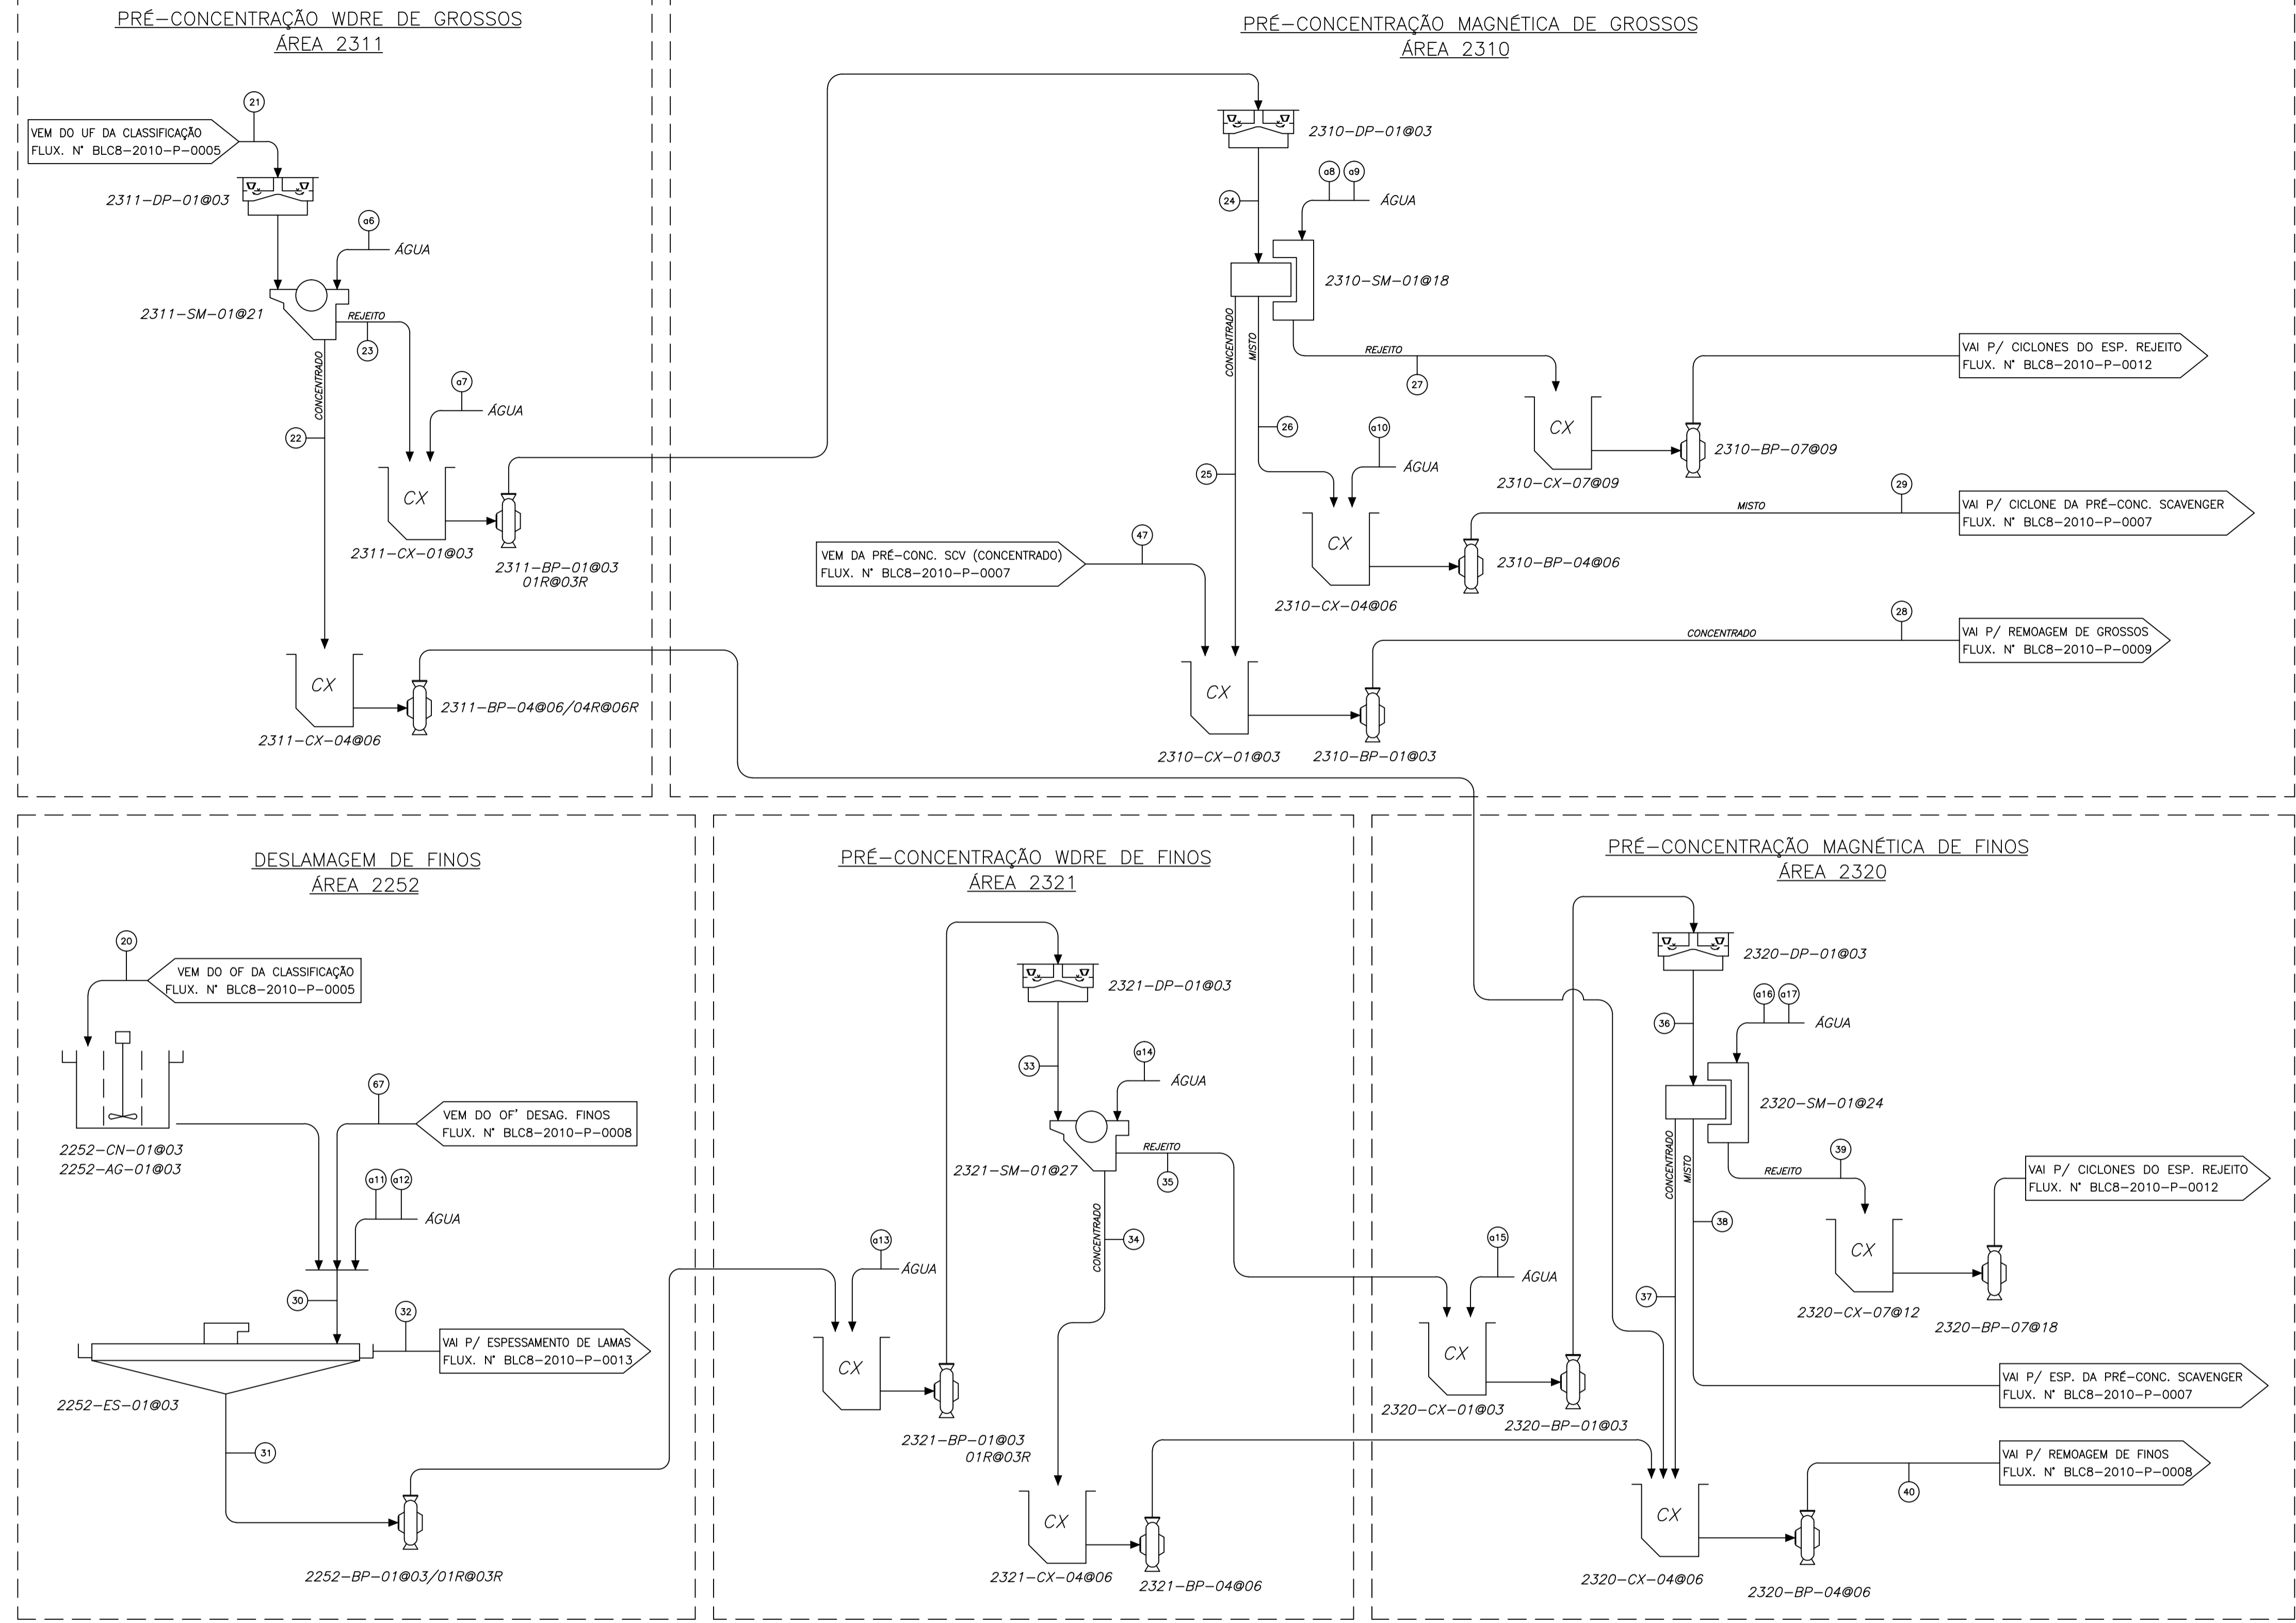 PRÉ-CONCENTRAÇÃO WDRE DE GROSSOS
ÁREA 2311
21
VEM DO UF DA CLASSIFICAÇÃO
FLUX. N° BLC8-2010-P-0005
2311-DP-01@03
a6
ÁGUA
2311-SM-01@21
REJEITO
23
CONCENTRADO
a7
ÁGUA
22
CX
2311-CX-01@03
2311-BP-01@03
01R@03R
CX
2311-BP-04@06/04R@06R
2311-CX-04@06
PRÉ-CONCENTRAÇÃO MAGNÉTICA DE GROSSOS
ÁREA 2310
2310-DP-01@03
a8
a9
24
ÁGUA
2310-SM-01@18
CONCENTRADO
MISTO
REJEITO
27
VAI P/ CICLONES DO ESP. REJEITO
FLUX. N° BLC8-2010-P-0012
CX
2310-BP-07@09
2310-CX-07@09
26
a10
ÁGUA
25
29
MISTO
VAI P/ CICLONE DA PRÉ-CONC. SCAVENGER
FLUX. N° BLC8-2010-P-0007
47
VEM DA PRÉ-CONC. SCV (CONCENTRADO)
FLUX. N° BLC8-2010-P-0007
CX
2310-BP-04@06
2310-CX-04@06
28
CONCENTRADO
VAI P/ REMOAGEM DE GROSSOS
FLUX. N° BLC8-2010-P-0009
CX
2310-CX-01@03
2310-BP-01@03
DESLAMAGEM DE FINOS
ÁREA 2252
20
VEM DO OF DA CLASSIFICAÇÃO
FLUX. N° BLC8-2010-P-0005
67
VEM DO OF' DESAG. FINOS
FLUX. N° BLC8-2010-P-0008
2252-CN-01@03
2252-AG-01@03
a11
a12
ÁGUA
30
32
VAI P/ ESPESSAMENTO DE LAMAS
FLUX. N° BLC8-2010-P-0013
2252-ES-01@03
31
2252-BP-01@03/01R@03R
PRÉ-CONCENTRAÇÃO WDRE DE FINOS
ÁREA 2321
2321-DP-01@03
33
a14
ÁGUA
2321-SM-01@27
REJEITO
35
CONCENTRADO
34
a13
ÁGUA
CX
2321-BP-01@03
01R@03R
CX
2321-CX-04@06
2321-BP-04@06
PRÉ-CONCENTRAÇÃO MAGNÉTICA DE FINOS
ÁREA 2320
2320-DP-01@03
a16
a17
36
ÁGUA
2320-SM-01@24
CONCENTRADO
MISTO
REJEITO
39
VAI P/ CICLONES DO ESP. REJEITO
FLUX. N° BLC8-2010-P-0012
38
a15
ÁGUA
37
CX
2320-CX-07@12
2320-BP-07@18
CX
2320-CX-01@03
2320-BP-01@03
VAI P/ ESP. DA PRÉ-CONC. SCAVENGER
FLUX. N° BLC8-2010-P-0007
VAI P/ REMOAGEM DE FINOS
FLUX. N° BLC8-2010-P-0008
40
CX
2320-CX-04@06
2320-BP-04@06